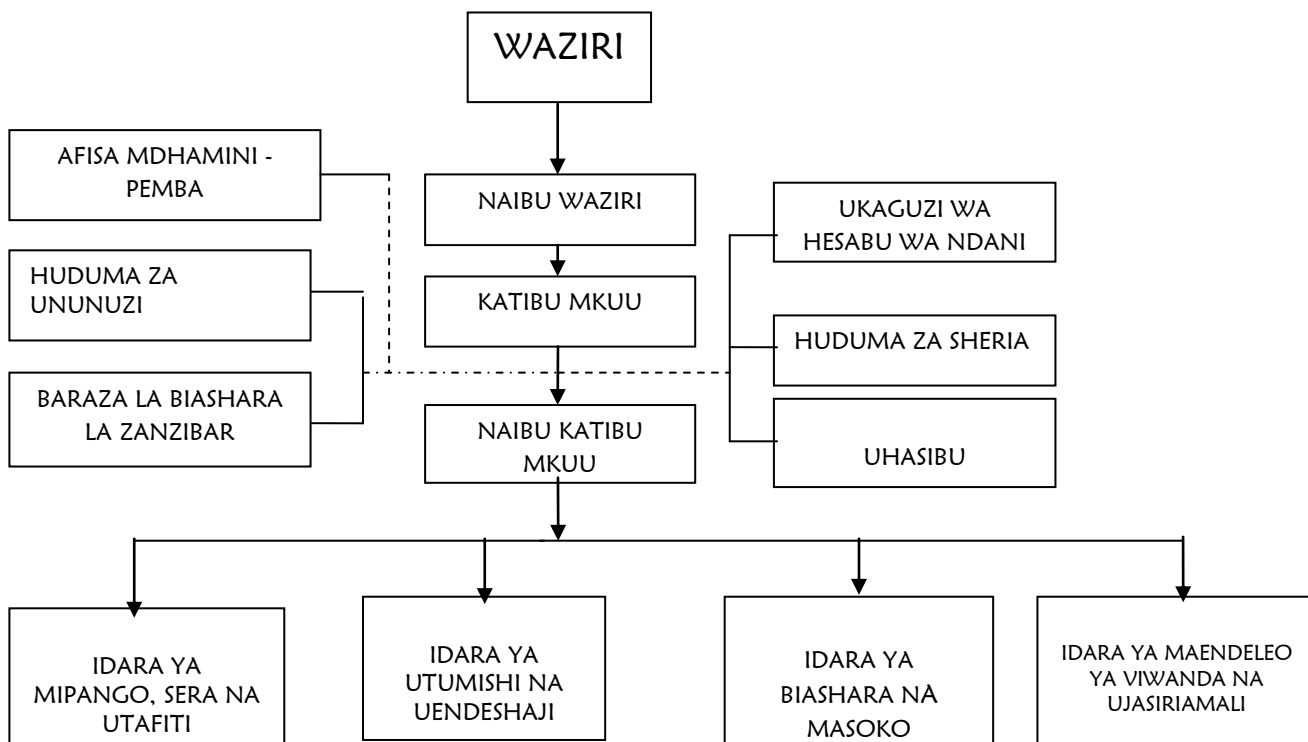 WAZIRI
AFISA MDHAMINI -
PEMBA
NAIBU WAZIRI
UKAGUZI WA
HESABU WA NDANI
HUDUMA ZA
UNUNUZI
KATIBU MKUU
HUDUMA ZA SHERIA
BARAZA LA BIASHARA
LA ZANZIBAR
NAIBU KATIBU
MKUU
UHASIBU
IDARA YA
MIPANGO, SERA NA
UTAFITI
IDARA YA
UTUMISHI NA
UENDESHAJI
IDARA YA
BIASHARA NA
MASOKO
IDARA YA MAENDELEO
YA VIWANDA NA
UJASIRIAMALI